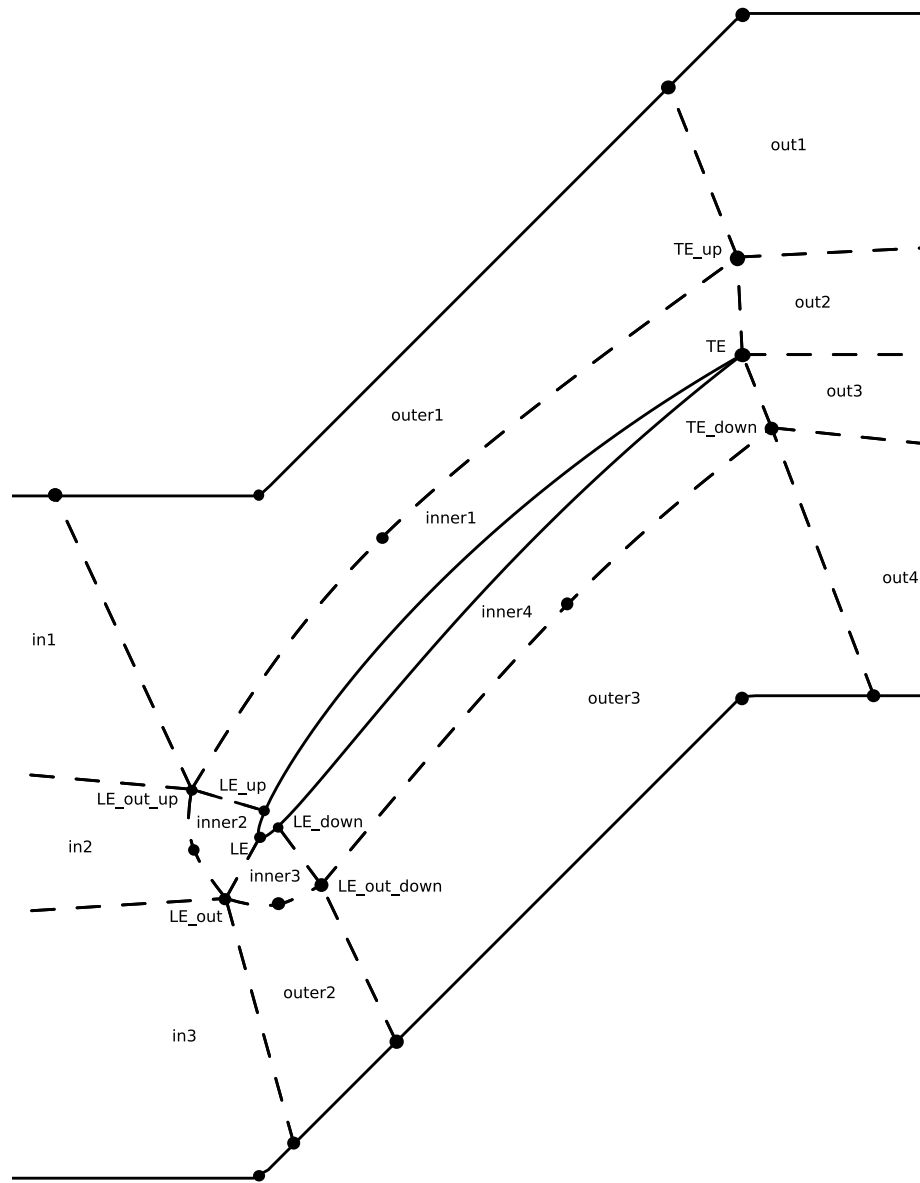 out1
TE_up
out2
TE
out3
outer1
TE_down
inner1
out4
inner4
in1
outer3
LE_up
LE_out_up
inner2
LE_down
in2
LE
inner3
LE_out_down
LE_out
outer2
in3